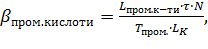 β_пром.кислоти = (L_пром.к−ти·τ·N) / (T_пром.·L_K),